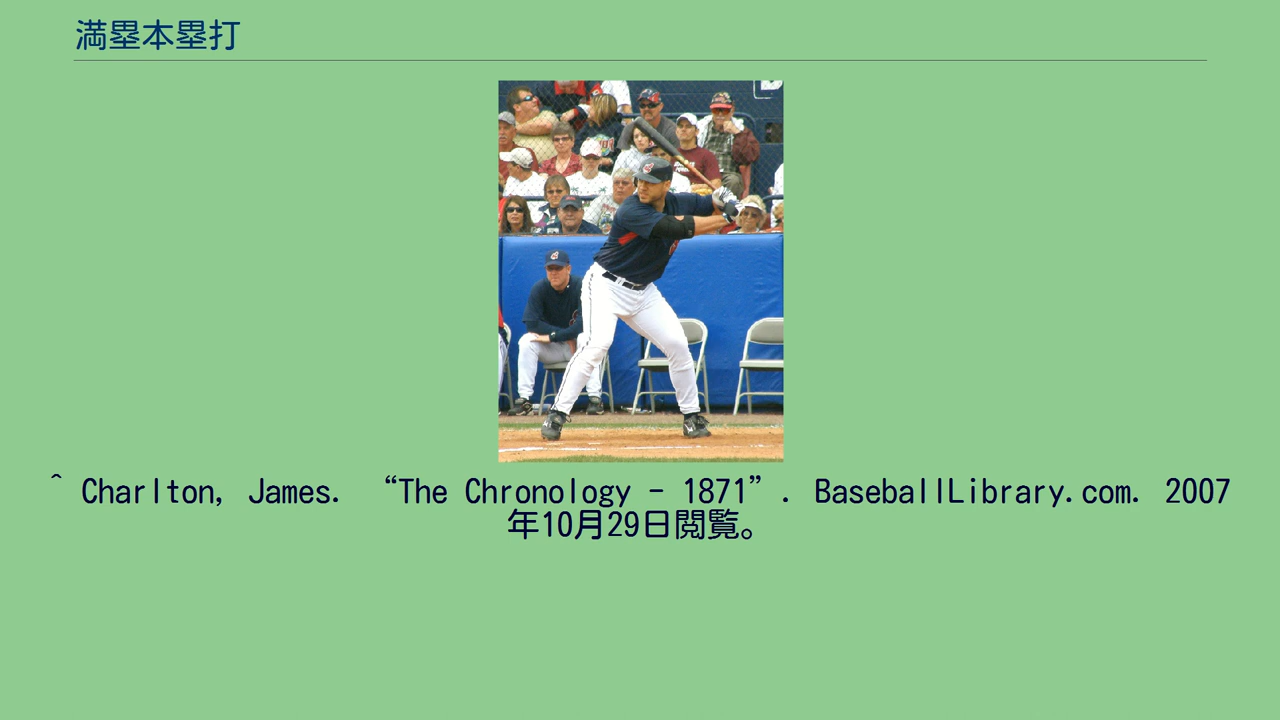 満塁本塁打
^ Charlton, James. “The Chronology - 1871”. BaseballLibrary.com. 2007
年10月29日閲覧。